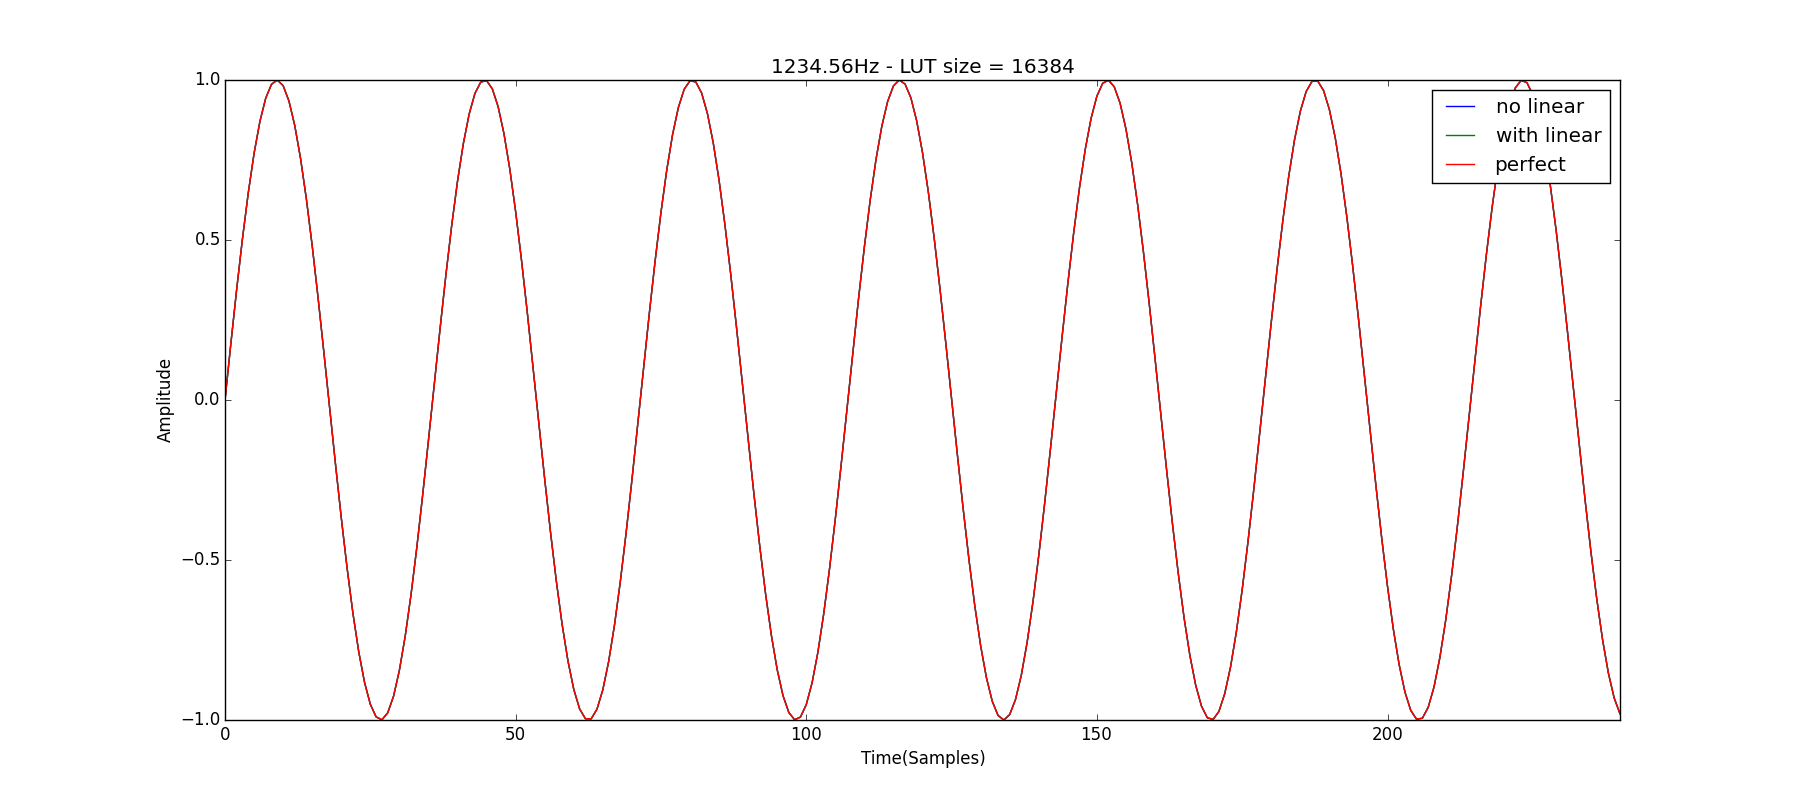 1234.56Hz - LUT size = 16384
no linear
with linear
perfect
1.0
0.5
0.0
−0.5
−1.0
Amplitude
0
50
100
150
200
Time(Samples)